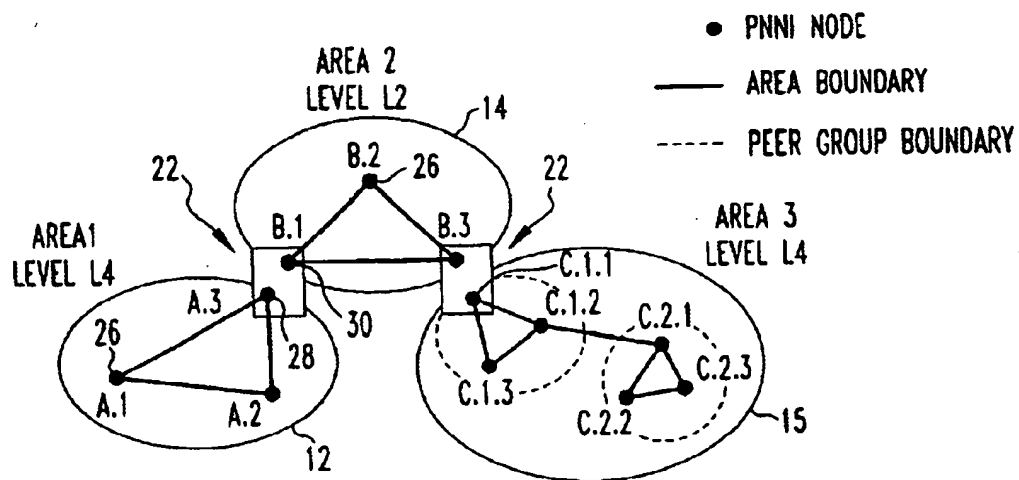 PNNI NODE
AREA BOUNDARY
PEER GROUP BOUNDARY
AREA 2
LEVEL L2
14
22
B.2
26
22
B.1
B.3
AREA1
LEVEL L4
AREA 3
LEVEL L4
A.3
30
C.1.1
C.1.2
26
28
C.2.1
A.1
A.2
C.1.3
C.2.3
C.2.2
12
15